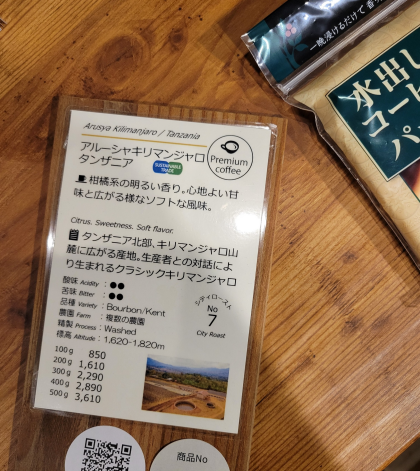 一晩浸けるだけで
水出し
コー
パ
Arusya Kilimanjaro / Tanzania
アルーシャキリマンジャロ
タンザニア
SUSTAINABLE
TRADE
Premium
coffee
柑橘系の明るい香り。心地よい甘
味と広がる様なソフトな風味。
Citrus. Sweetness. Soft flavor.
タンザニア北部、キリマンジャロ山
麓に広がる産地。生産者との対話によ
り生まれるクラシックキリマンジャロ
酸味 Acidity : ●●
苦味 Bitter : ●●
品種 Variety : Bourbon/Kent
農園 Farm : 複数の農園
精製 Process : Washed
標高 Altitude : 1,620-1,820m
シティロースト
No
7
City Roast
100g 850
200g 1,610
300g 2,290
400g 2,890
500g 3,610
商品No